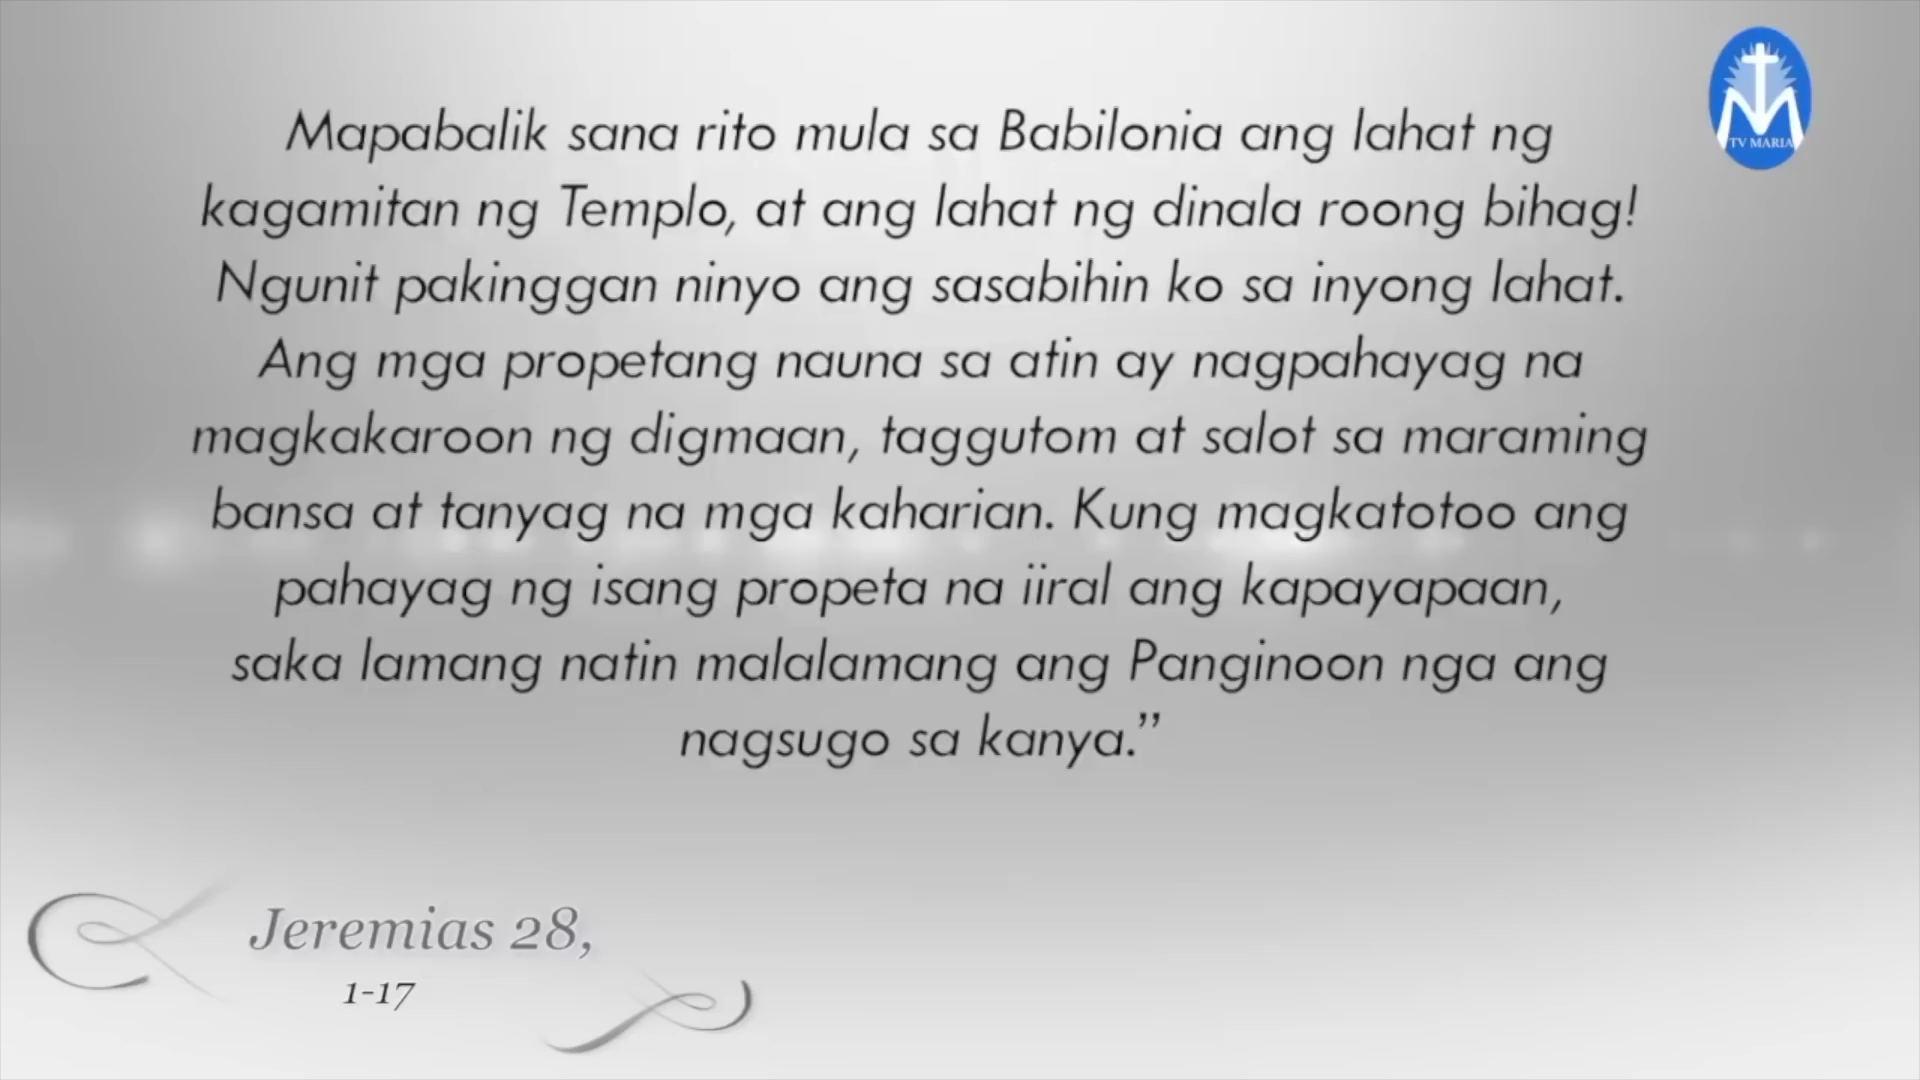 Mapabalik sana rito mula sa Babilonia ang lahat ng
kagamitan ng Templo, at ang lahat ng dinala roong bihag!
Ngunit pakinggan ninyo ang sasabihin ko sa inyong lahat.
Ang mga propetang nauna sa atin ay nagpahayag na
magkakaroon ng digmaan, taggutom at salot sa maraming
bansa at tanyag na mga kaharian. Kung magkatotoo ang
pahayag ng isang propeta na iiral ang kapayapaan,
saka lamang natin malalamang ang Panginoon nga ang
nagsugo sa kanya.”
Jeremias 28,
1-17
TV MARIA